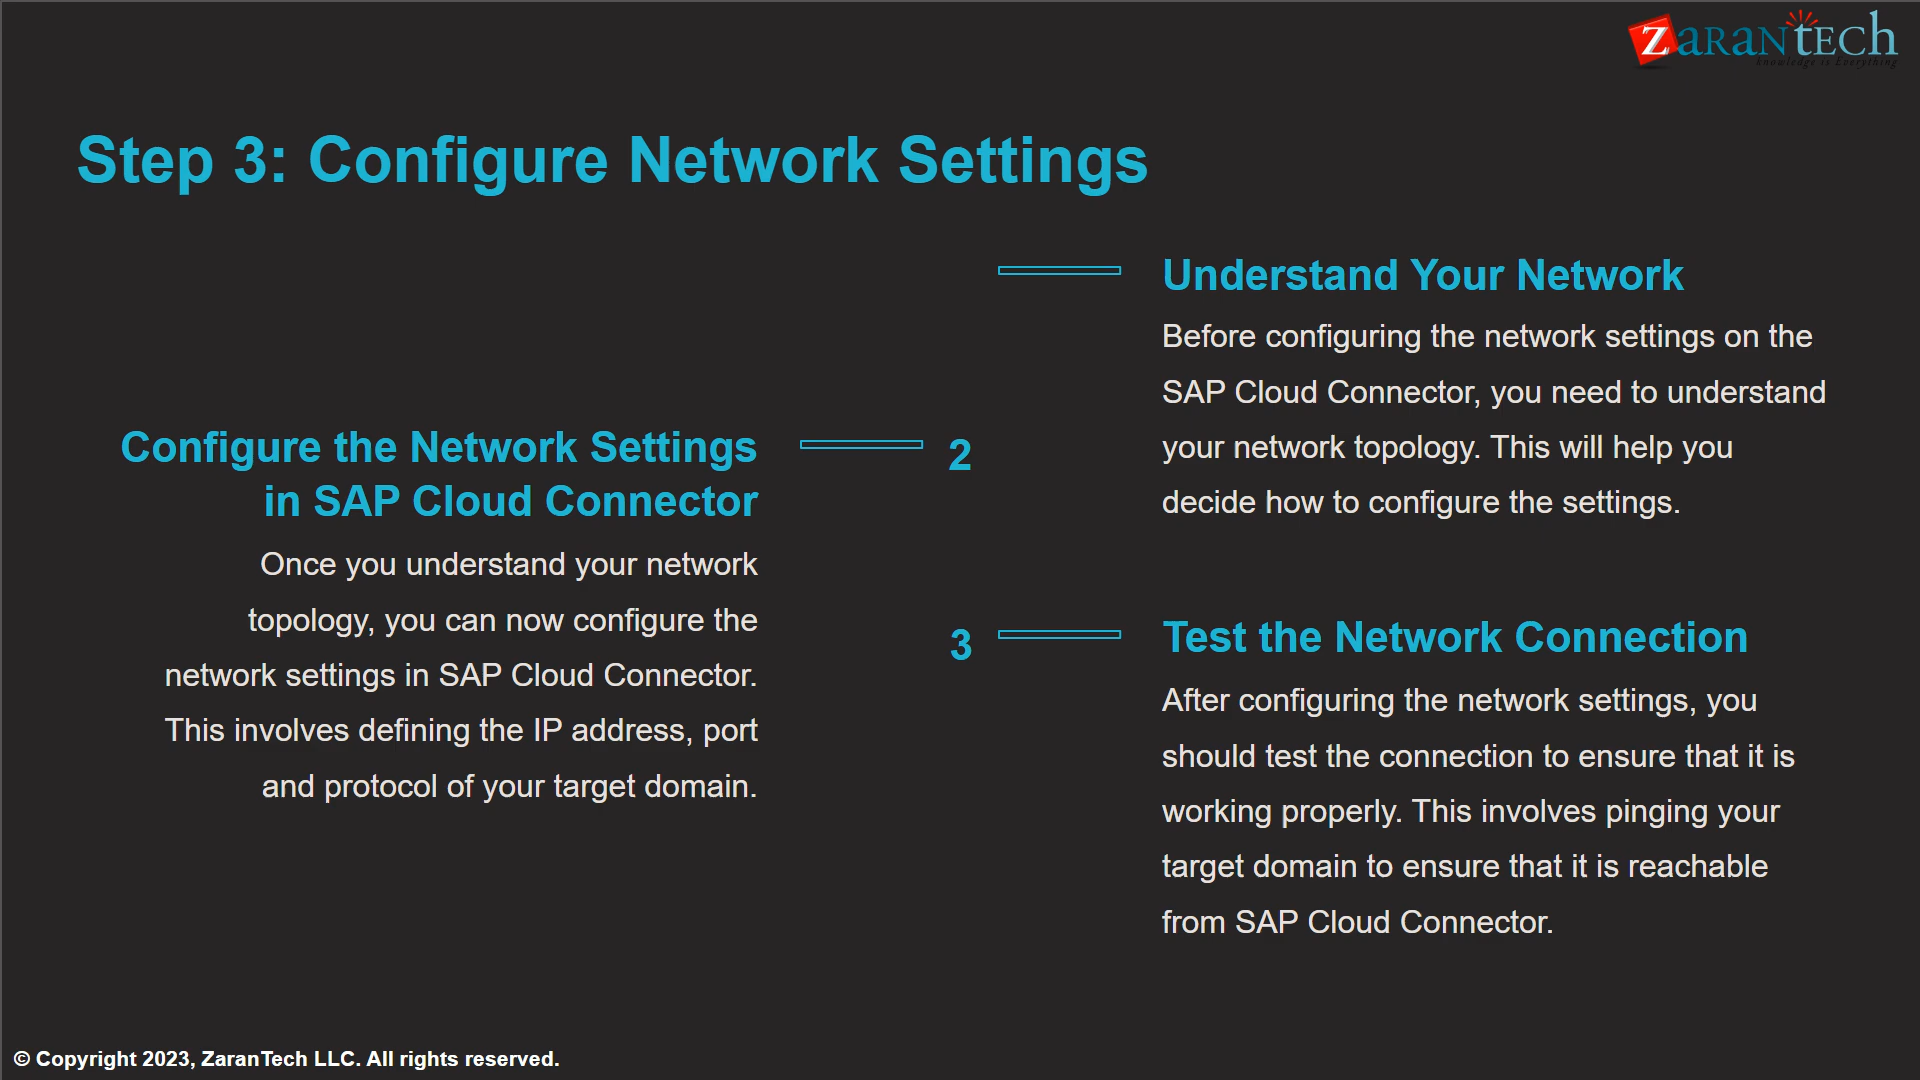 ZaranTech
knowledge is Everything
Step 3: Configure Network Settings
Understand Your Network
Before configuring the network settings on the
SAP Cloud Connector, you need to understand
your network topology. This will help you
decide how to configure the settings.
2
Configure the Network Settings
in SAP Cloud Connector
Once you understand your network
topology, you can now configure the
network settings in SAP Cloud Connector.
This involves defining the IP address, port
and protocol of your target domain.
3
Test the Network Connection
After configuring the network settings, you
should test the connection to ensure that it is
working properly. This involves pinging your
target domain to ensure that it is reachable
from SAP Cloud Connector.
© Copyright 2023, ZaranTech LLC. All rights reserved.